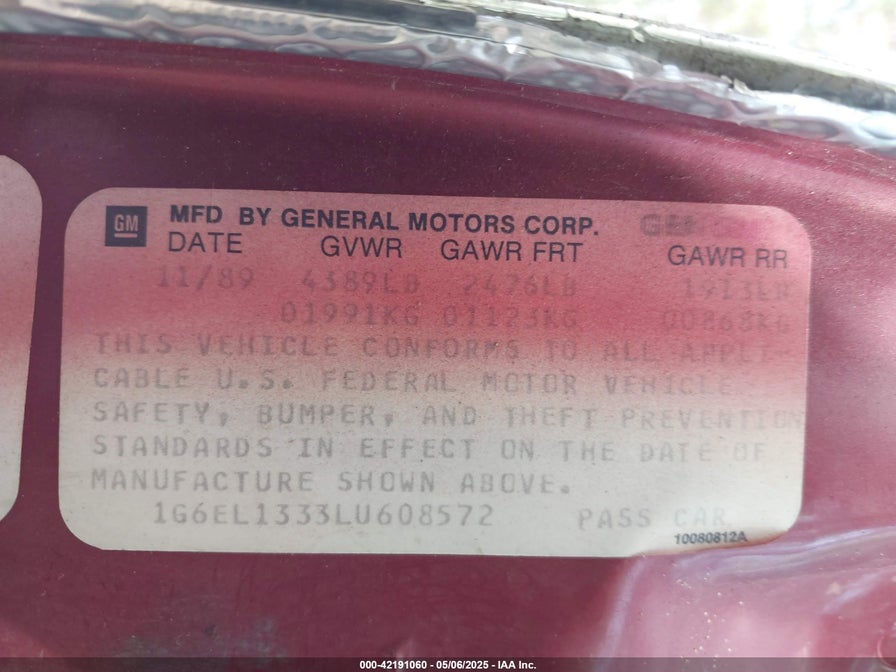 GM MFD BY GENERAL MOTORS CORP.
DATE GVWR GAWR FRT GAWR RR
11/89 4389LB 2476LB 1913LB
01991KG 01123KG 00868KG
THIS VEHICLE CONFORMS TO ALL APPLI-
CABLE U.S. FEDERAL MOTOR VEHICLE
SAFETY, BUMPER, AND THEFT PREVENTION
STANDARDS IN EFFECT ON THE DATE OF
MANUFACTURE SHOWN ABOVE.
1G6EL1333LU608572 PASS CAR
10080812A
000-42191060 - 05/06/2025 - IAA Inc.